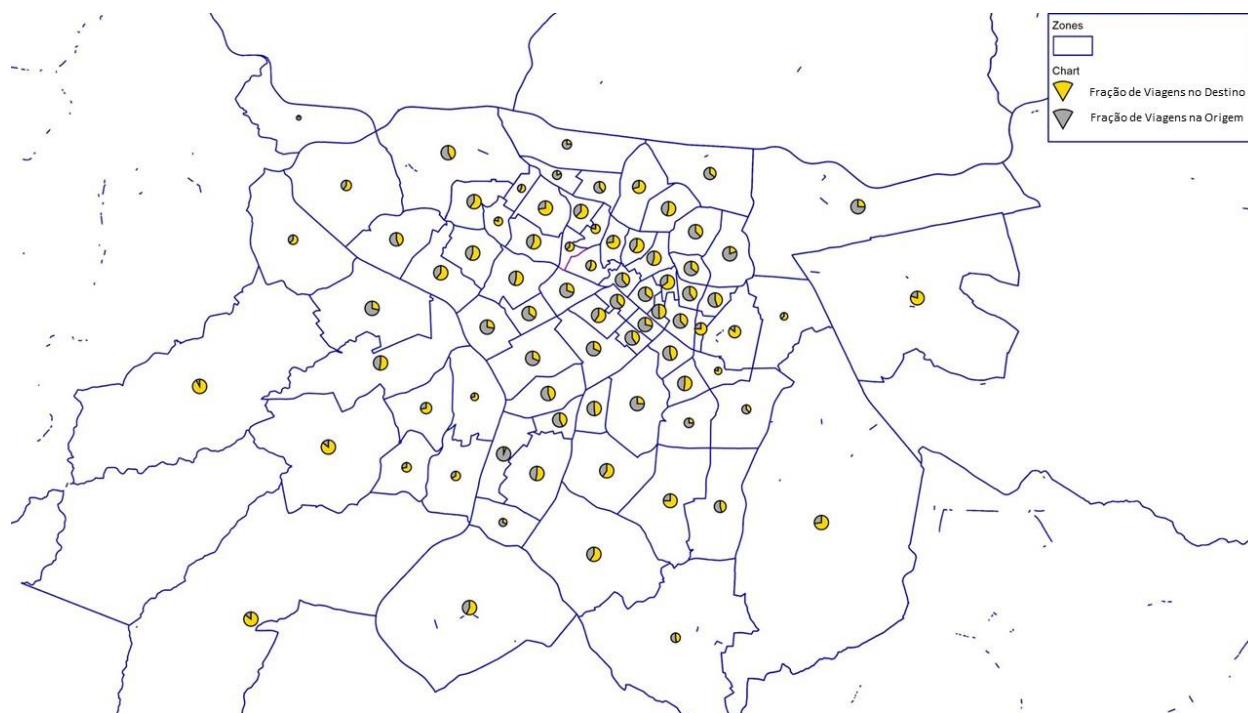 Zones
Chart
Fração de Viagens no Destino
Fração de Viagens na Origem